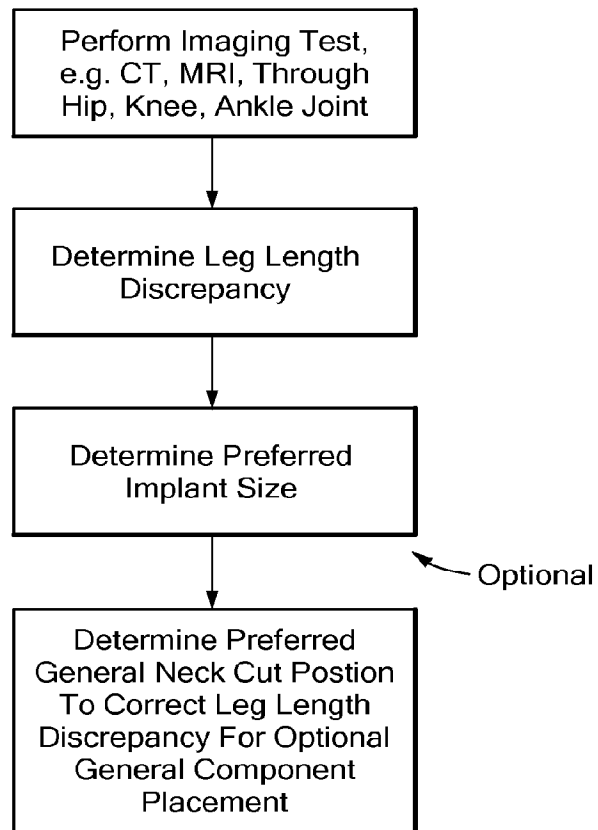 Perform Imaging Test,
e.g. CT, MRI, Through
Hip, Knee, Ankle Joint
Determine Leg Length
Discrepancy
Determine Preferred
Implant Size
Optional
Determine Preferred
General Neck Cut Postion
To Correct Leg Length
Discrepancy For Optional
General Component
Placement